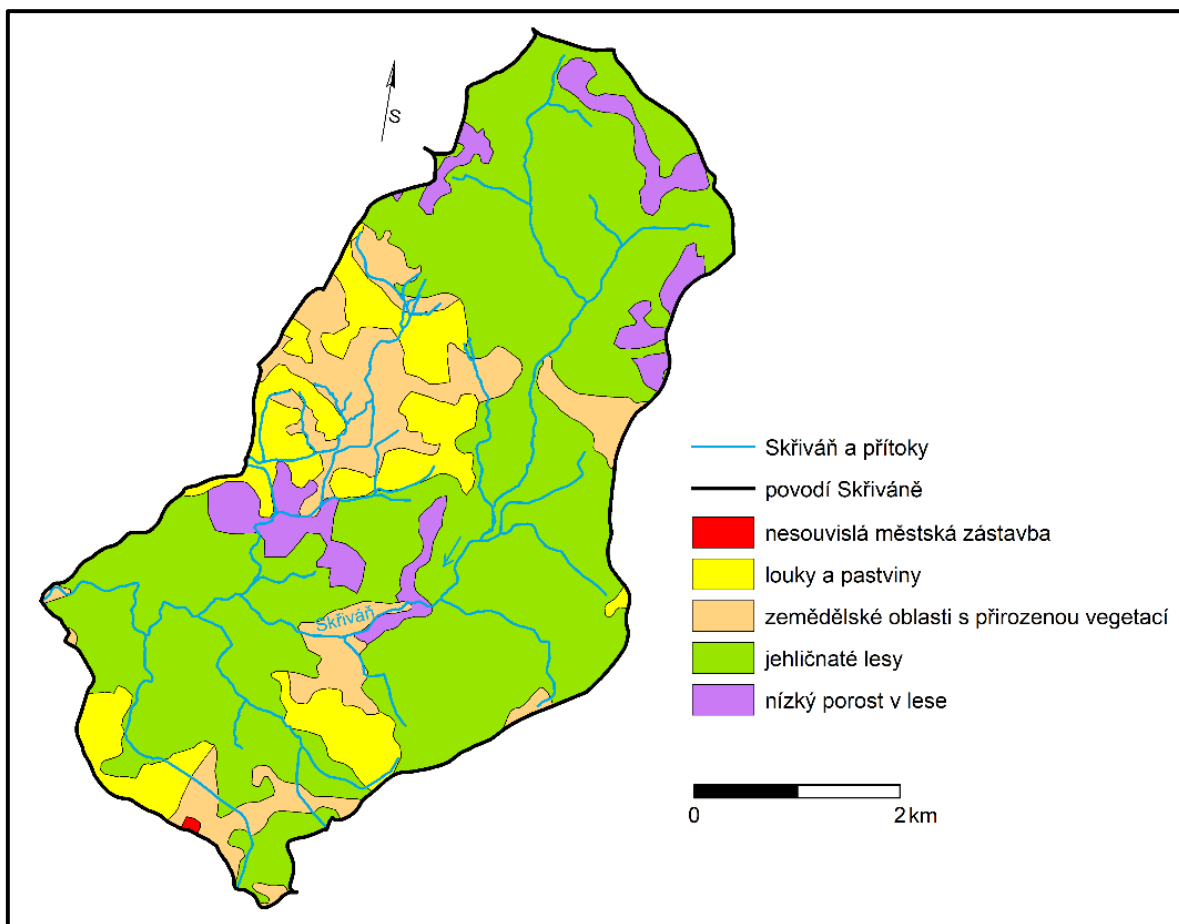 S
Skřiváň
Skřiváň a přítoky
povodí Skřiváně
nesouvislá městská zástavba
louky a pastviny
zemědělské oblasti s přirozenou vegetací
jehličnaté lesy
nízký porost v lese
0 2 km